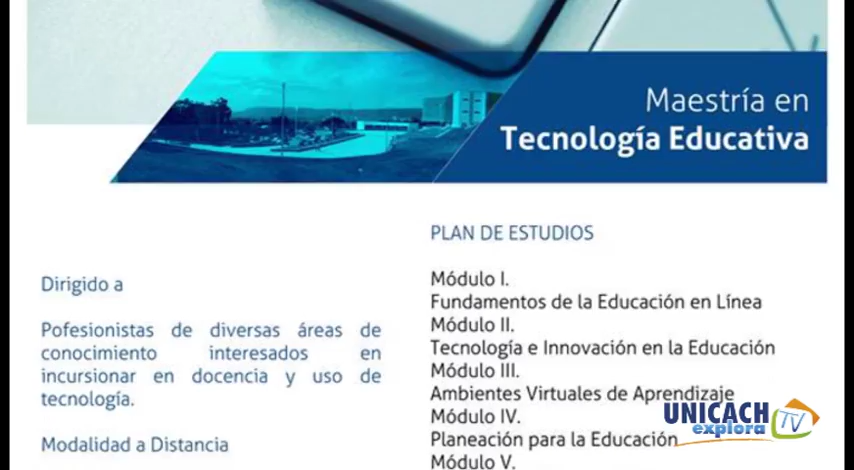 Maestría en
Tecnología Educativa
Dirigido a
Pofesionistas de diversas áreas de
conocimiento interesados en
incursionar en docencia y uso de
tecnología.
Modalidad a Distancia
PLAN DE ESTUDIOS
Módulo I.
Fundamentos de la Educación en Línea
Módulo II.
Tecnología e Innovación en la Educación
Módulo III.
Ambientes Virtuales de Aprendizaje
Módulo IV.
Planeación para la Educación
Módulo V.
UNICACH
explora TV